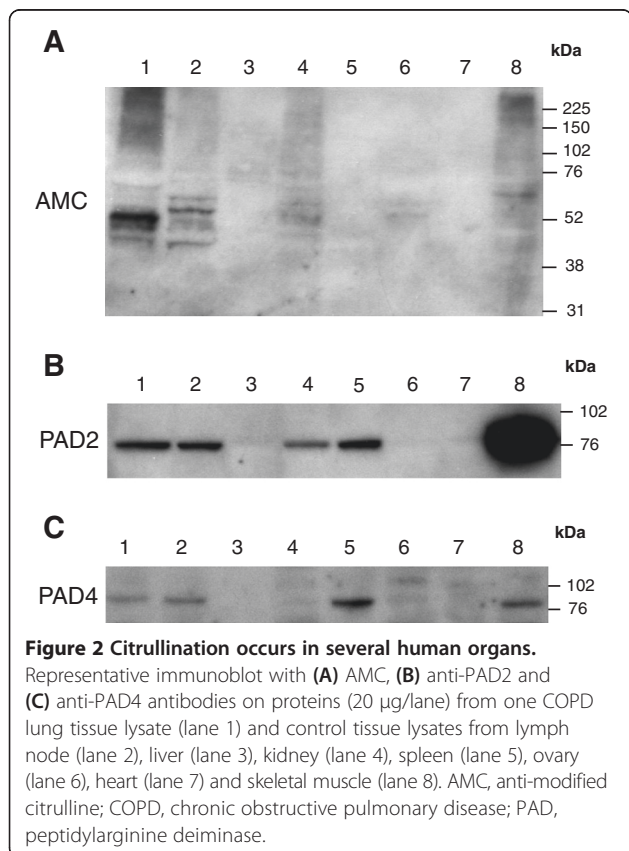 A
kDa
1 2 3 4 5 6 7 8
225
150
102
76
AMC
52
38
31
B
kDa
1 2 3 4 5 6 7 8
102
PAD2
76
C
kDa
1 2 3 4 5 6 7 8
102
PAD4
76
Figure 2 Citrullination occurs in several human organs.
Representative immunoblot with (A) AMC, (B) anti-PAD2 and
(C) anti-PAD4 antibodies on proteins (20 μg/lane) from one COPD
lung tissue lysate (lane 1) and control tissue lysates from lymph
node (lane 2), liver (lane 3), kidney (lane 4), spleen (lane 5), ovary
(lane 6), heart (lane 7) and skeletal muscle (lane 8). AMC, anti-modified
citrulline; COPD, chronic obstructive pulmonary disease; PAD,
peptidylarginine deiminase.